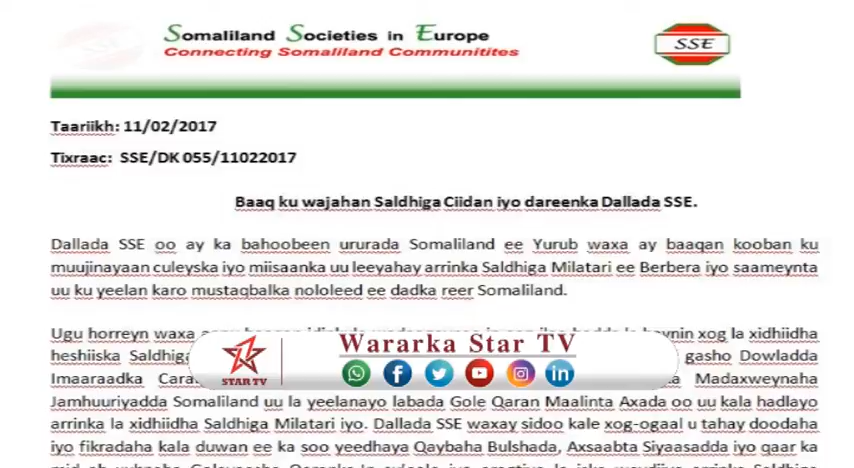 Somaliland Societies in Europe
Connecting Somaliland Communitites
SSE
Taariikh: 11/02/2017
Tixraac: SSE/DK 055/11022017
Baaq ku wajahan Saldhiga Ciidan iyo dareenka Dallada SSE.
Dallada SSE oo ay ka bahoobeen ururada Somaliland ee Yurub waxa ay baaqan kooban ku
muujinayaan culeyska iyo miisaanka uu leeyahay arrinka Saldhiga Milatari ee Berbera iyo saameynta
uu ku yeelan karo mustaqbalka nololeed ee dadka reer Somaliland.
Ugu horreyn waxa xog la xidhiidha
heshiiska gasho Dowladda
Imaaraadka Madaxweynaha
Wararka Star TV
STAR TV
Jamhuuriyadda Somaliland uu la yeelanayo labada Gole Qaran Maalinta Axada oo uu kala hadlayo
arrinka la xidhiidha Saldhiga Milatari iyo. Dallada SSE waxay sidoo kale xog-ogaal u tahay doodaha
iyo fikradaha kala duwan ee ka soo yeedhaya Qaybaha Bulshada, Axsaabta Siyaasadda iyo qaar ka